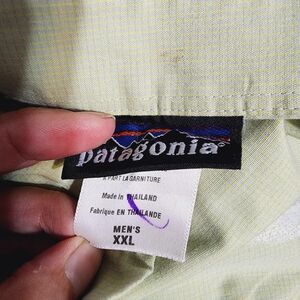 patagonia®
À PART LA GARNITURE
Made in THAILAND
Fabriqué EN THAÏLANDE
MEN'S
XXL